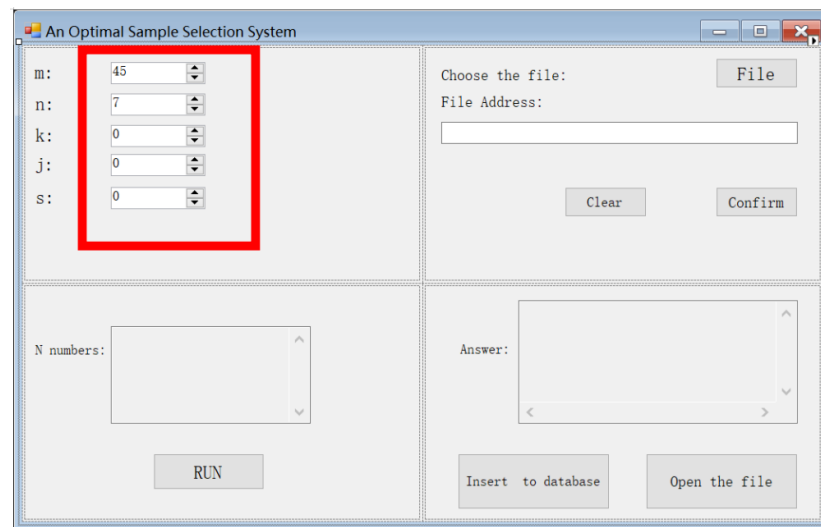 An Optimal Sample Selection System
m: 45
n: 7
k: 0
j: 0
s: 0
Choose the file: File
File Address:
Clear Confirm
N numbers:
RUN
Answer:
Insert to database Open the file